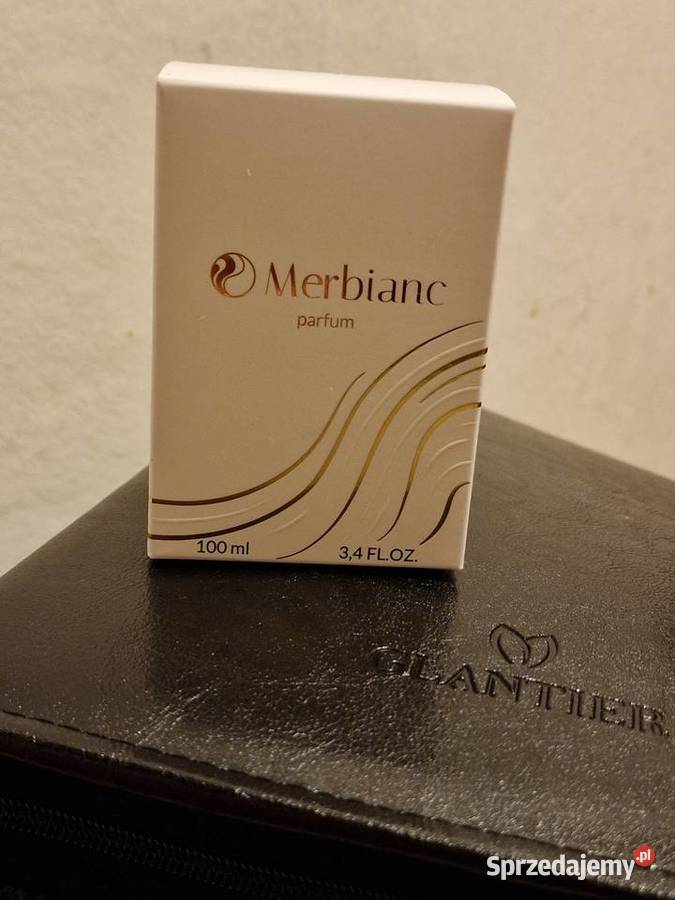 Merbianc
parfum
100 ml 3,4 FL.OZ.
GLANTIER
Sprzedajemy.pl